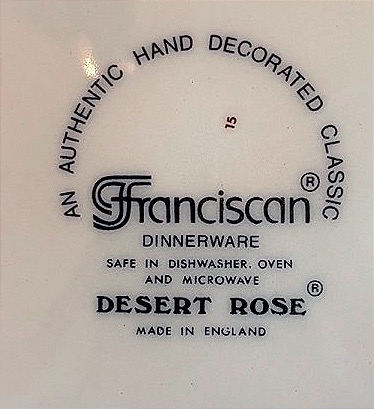 AN AUTHENTIC HAND DECORATED CLASSIC
15
Franciscan®
DINNERWARE
SAFE IN DISHWASHER, OVEN
AND MICROWAVE
DESERT ROSE®
MADE IN ENGLAND